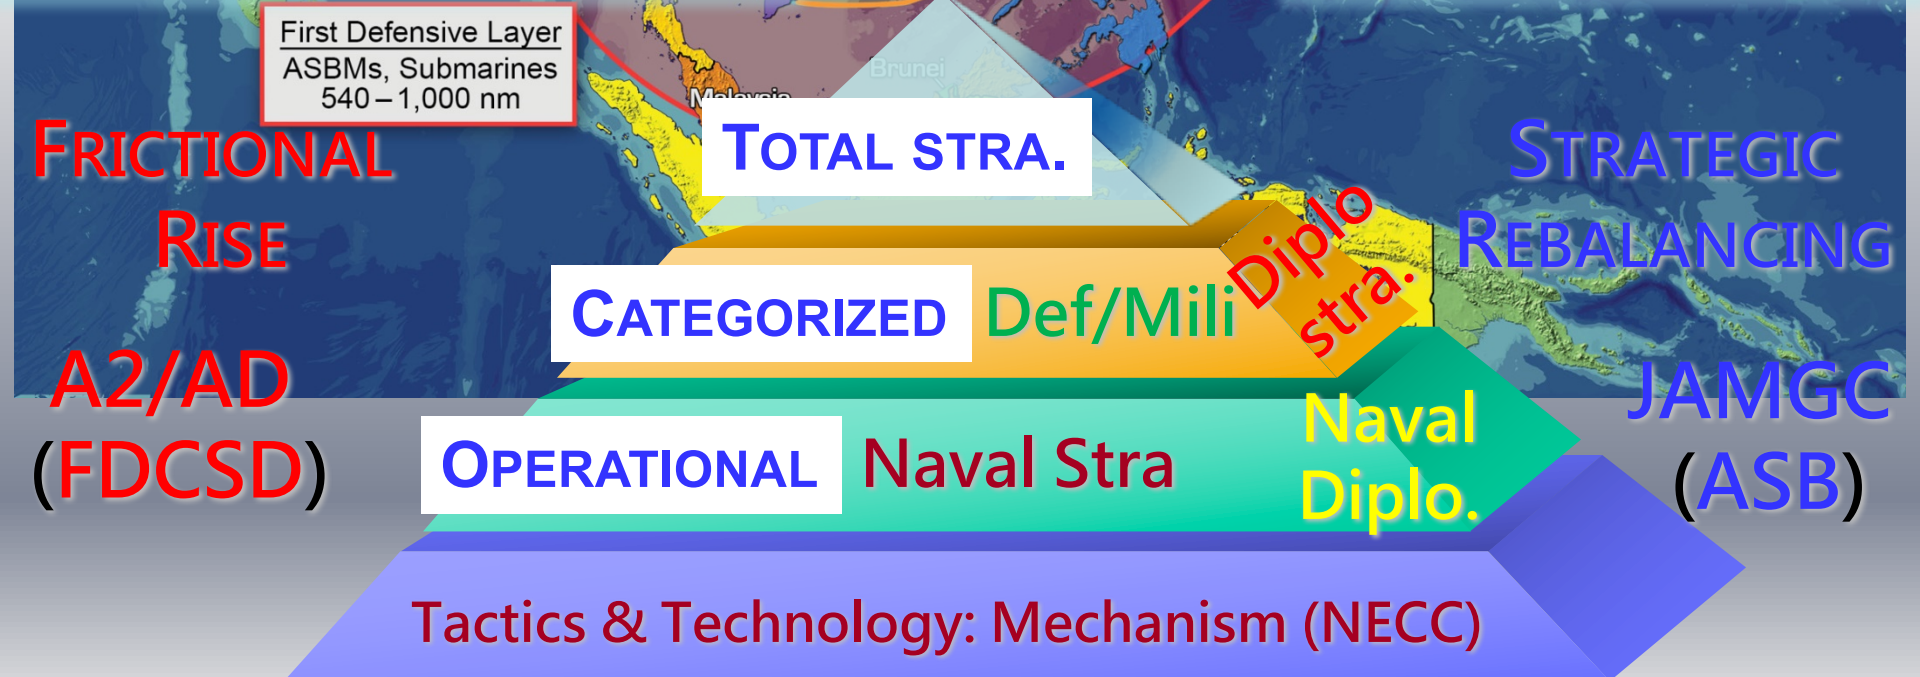 First Defensive Layer
ASBMs, Submarines
540 – 1,000 nm
Brunei
Malaysia
FRICTIONAL
RISE
A2/AD
(FDCSD)
TOTAL STRA.
CATEGORIZED
Def/Mili
Diplo
stra.
OPERATIONAL
Naval Stra
Naval
Diplo.
Tactics & Technology: Mechanism (NECC)
STRATEGIC
REBALANCING
JAMGC
(ASB)